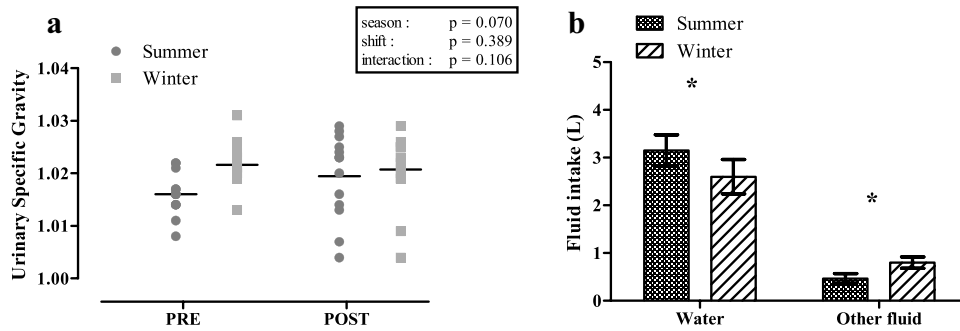 a
season : p = 0.070
shift : p = 0.389
interaction : p = 0.106
Summer
Winter
Urinary Specific Gravity
1.04
1.03
1.02
1.01
1.00
PRE POST
b
Summer
Winter
Fluid intake (L)
5
4
3
2
1
0
*
*
Water Other fluid